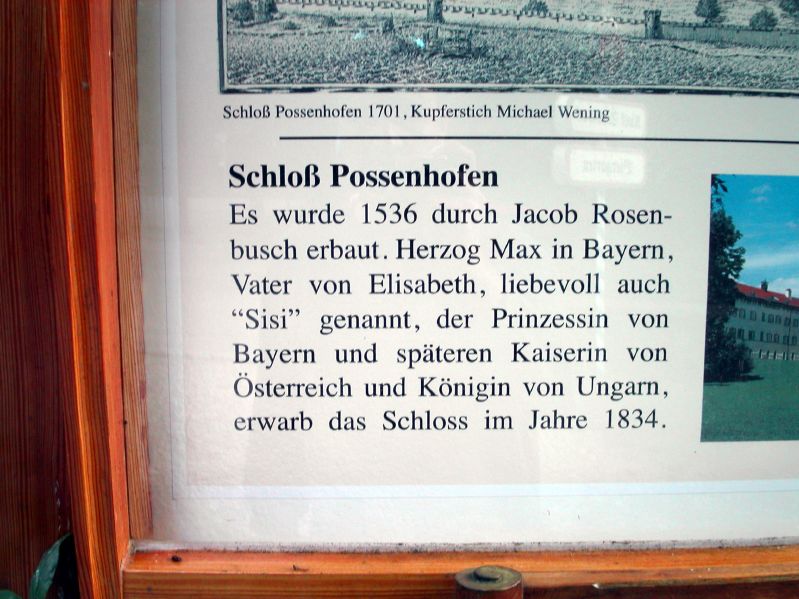 Schloß Possenhofen 1701, Kupferstich Michael Wening
Schloß Possenhofen
Es wurde 1536 durch Jacob Rosen-
busch erbaut. Herzog Max in Bayern,
Vater von Elisabeth, liebevoll auch
“Sisi” genannt, der Prinzessin von
Bayern und späteren Kaiserin von
Österreich und Königin von Ungarn,
erwarb das Schloss im Jahre 1834.